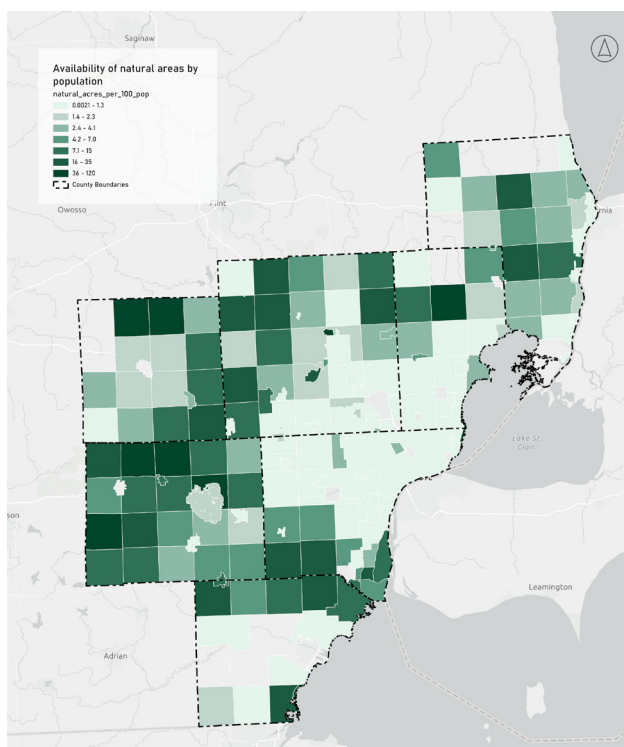 Saginaw
Availability of natural areas by
population
natural_acres_per_100_pop
0.0021 - 1.3
1.4 - 2.3
2.4 - 4.1
4.2 - 7.0
7.1 - 15
16 - 35
36 - 120
County Boundaries
Owosso
Flint
rnia
Lake St
Clair
son
Leamington
Adrian